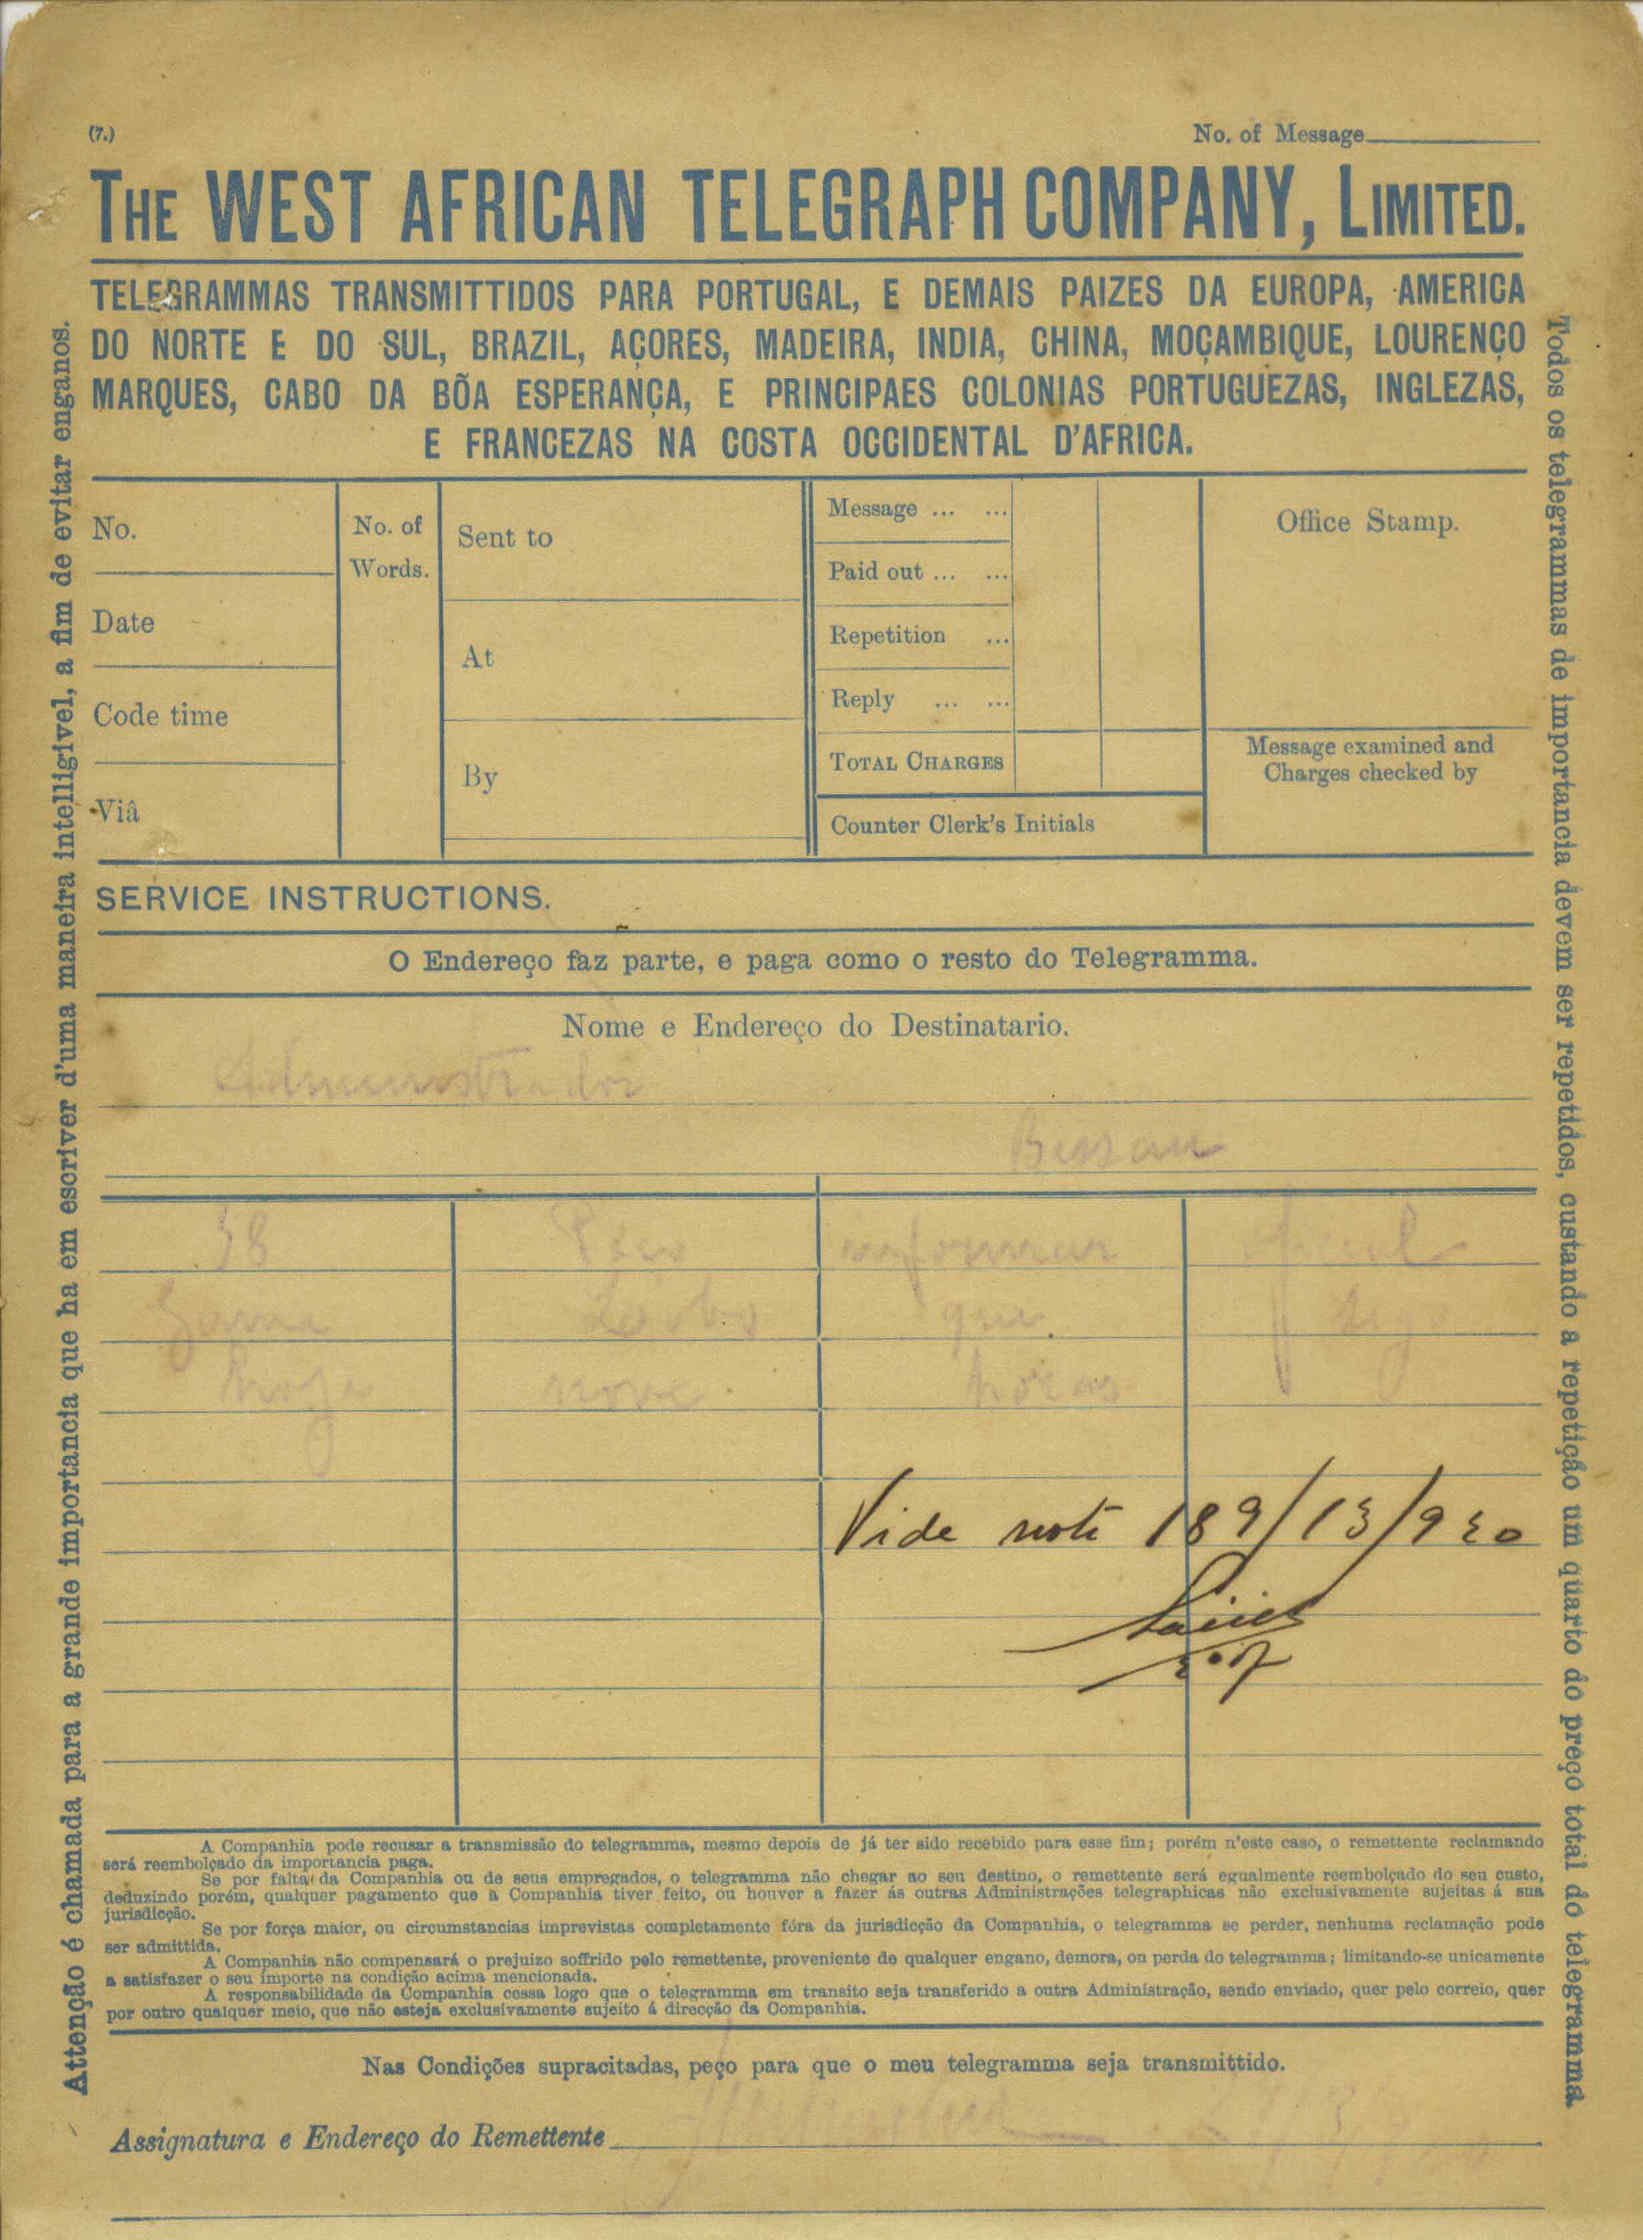 (7.)
No. of Message
THE WEST AFRICAN TELEGRAPH COMPANY, LIMITED.
TELEGRAMMAS TRANSMITTIDOS PARA PORTUGAL, E DEMAIS PAIZES DA EUROPA, AMERICA
DO NORTE E DO SUL, BRAZIL, AÇORES, MADEIRA, INDIA, CHINA, MOÇAMBIQUE, LOURENÇO
MARQUES, CABO DA BÕA ESPERANÇA, E PRINCIPAES COLONIAS PORTUGUEZAS, INGLEZAS,
E FRANCEZAS NA COSTA OCCIDENTAL D'AFRICA.
No.
Date
Code time
Viâ
No. of
Words.
Sent to
At
By
Message ... ...
Paid out ... ...
Repetition ...
Reply ... ...
TOTAL CHARGES
Counter Clerk's Initials
Office Stamp.
Message examined and
Charges checked by
SERVICE INSTRUCTIONS.
O Endereço faz parte, e paga como o resto do Telegramma.
Nome e Endereço do Destinatario.
Administrador
Bissau
38 Peço informar
que
hoje nove horas
Vide nota 189/13/920
A Companhia pode recusar a transmissão do telegramma, mesmo depois de já ter sido recebido para esse fim; porém n'este caso, o remettente reclamando
será reembolçado da importancia paga.
Se por falta da Companhia ou de seus empregados, o telegramma não chegar ao seu destino, o remettente será egualmente reembolçado do seu custo,
deduzindo porém, qualquer pagamento que a Companhia tiver feito, ou houver a fazer ás outras Administrações telegraphicas não exclusivamente sujeitas á sua
jurisdicção.
Se por força maior, ou circumstancias imprevistas completamente fóra da jurisdicção da Companhia, o telegramma se perder, nenhuma reclamação pode
ser admittida.
A Companhia não compensará o prejuizo soffrido pelo remettente, proveniente de qualquer engano, demora, ou perda do telegramma; limitando-se unicamente
a satisfazer o seu importe na condição acima mencionada.
A responsabilidade da Companhia cessa logo que o telegramma em transito seja transferido a outra Administração, sendo enviado, quer pelo correio, quer
por outro qualquer meio, que não esteja exclusivamente sujeito á direcção da Companhia.
Nas Condições supracitadas, peço para que o meu telegramma seja transmittido.
Assignatura e Endereço do Remettente
Attenção é chamada para a grande importancia que ha em escriver d'uma maneira intelligivel, a fim de evitar enganos.
Todos os telegrammas de importancia devem ser repetidos, custando a repetição um quarto do preço total do telegramma